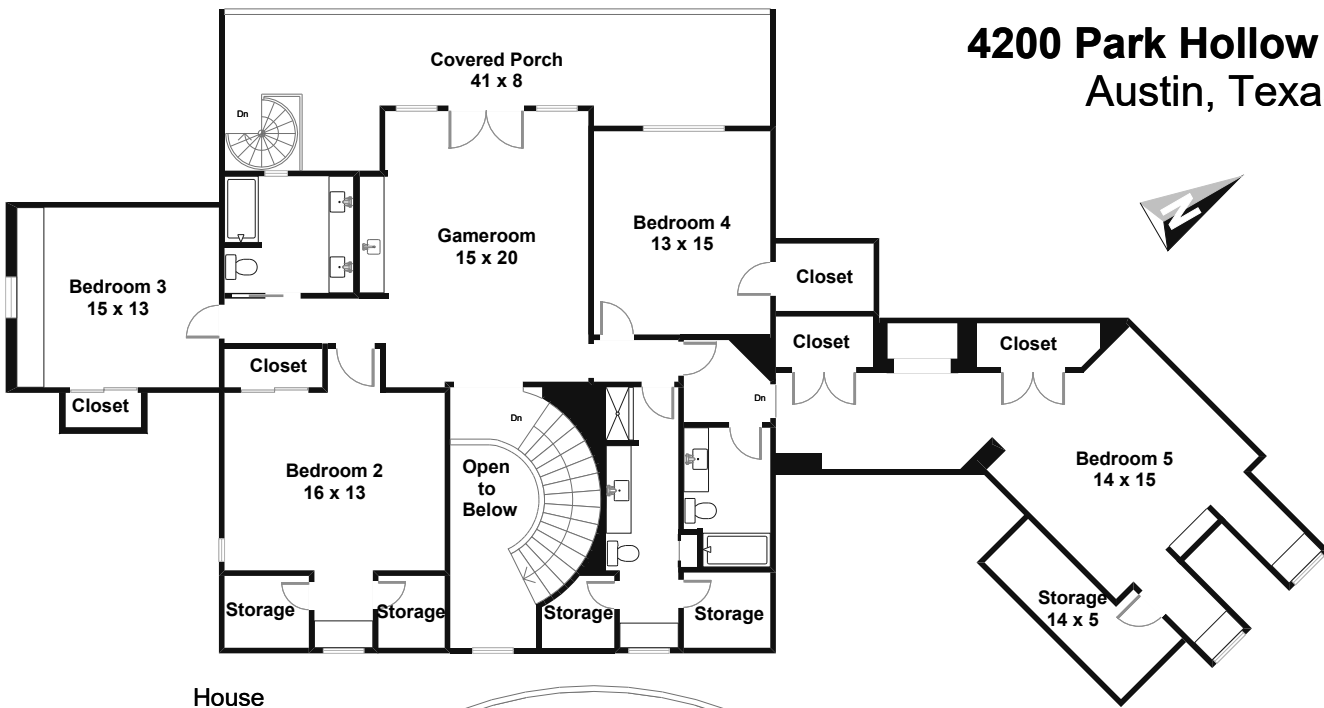 4200 Park Hollow
Austin, Texa
Covered Porch
41 x 8
Dn
N
Gameroom
15 x 20
Bedroom 4
13 x 15
Bedroom 3
15 x 13
Closet
Closet
Closet
Closet
Closet
Dn
Dn
Bedroom 2
16 x 13
Open
to
Below
Bedroom 5
14 x 15
Storage
Storage
Storage
Storage
Storage
14 x 5
House